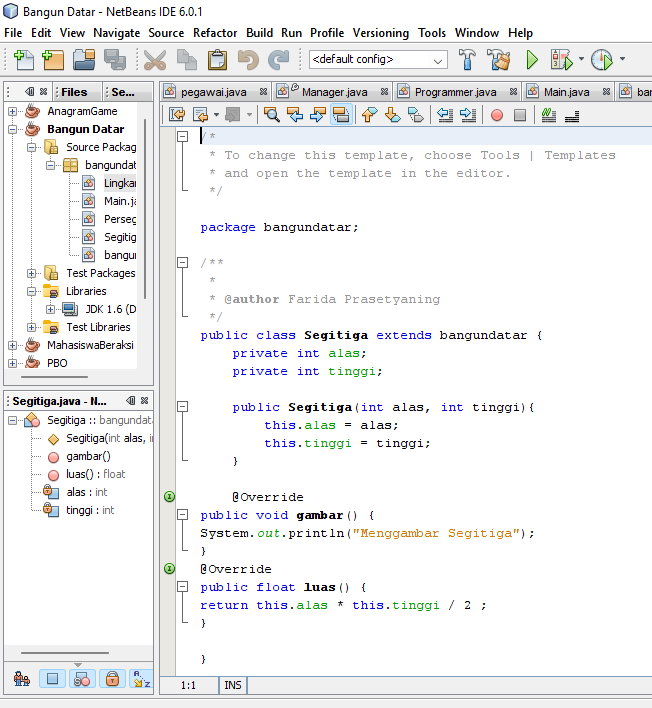 Bangun Datar - NetBeans IDE 6.0.1
File Edit View Navigate Source Refactor Build Run Profile Versioning Tools Window Help
<default config>
Files Se...
pegawai.java Manager.java Programmer.java Main.java ban
AnagramGame
Bangun Datar
Source Packag
bangundat
Lingkar
Main.ja
Perseg
Segitig
bangur
Test Packages
Libraries
JDK 1.6 (D
Test Libraries
MahasiswaBeraksi
PBO
Segitiga.java - N...
Segitiga :: bangundata
Segitiga(int alas, in
gambar()
luas() : float
alas : int
tinggi : int
/*
* To change this template, choose Tools | Templates
* and open the template in the editor.
*/
package bangundatar;
/**
*
* @author Farida Prasetyaning
*/
public class Segitiga extends bangundatar {
private int alas;
private int tinggi;
public Segitiga(int alas, int tinggi){
this.alas = alas;
this.tinggi = tinggi;
}
@Override
public void gambar() {
System.out.println("Menggambar Segitiga");
}
@Override
public float luas() {
return this.alas * this.tinggi / 2 ;
}
}
1:1 INS